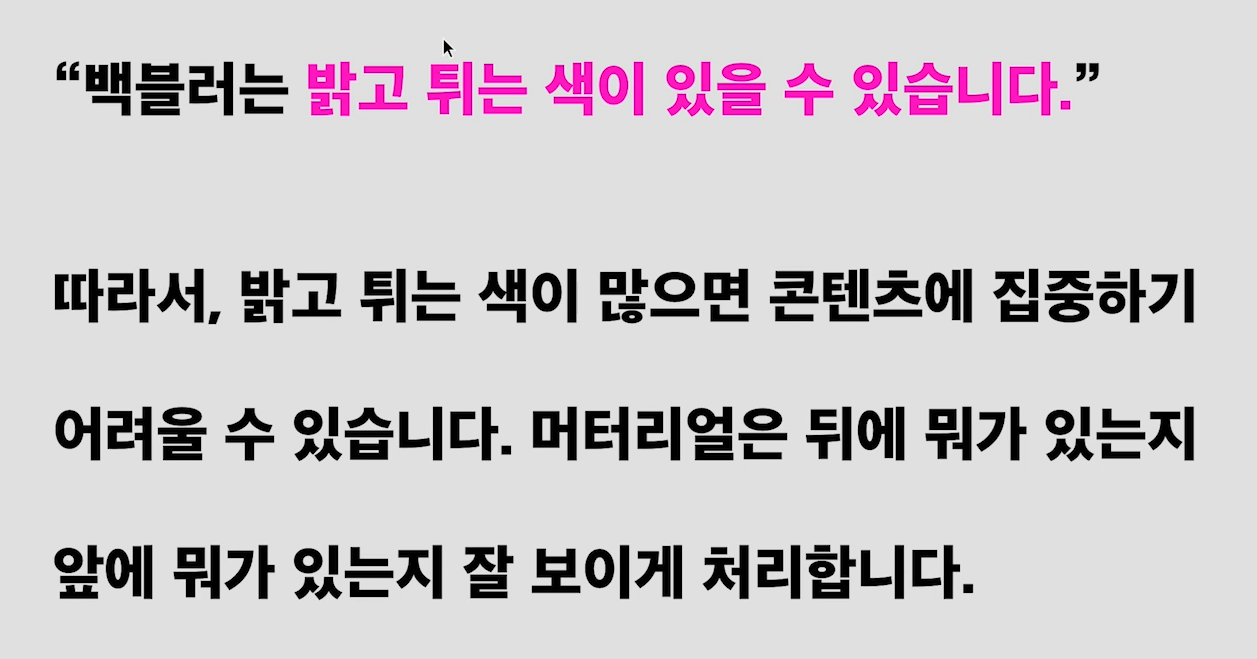 “백블러는 밝고 튀는 색이 있을 수 있습니다.”
따라서, 밝고 튀는 색이 많으면 콘텐츠에 집중하기
어려울 수 있습니다. 머터리얼은 뒤에 뭐가 있는지
앞에 뭐가 있는지 잘 보이게 처리합니다.